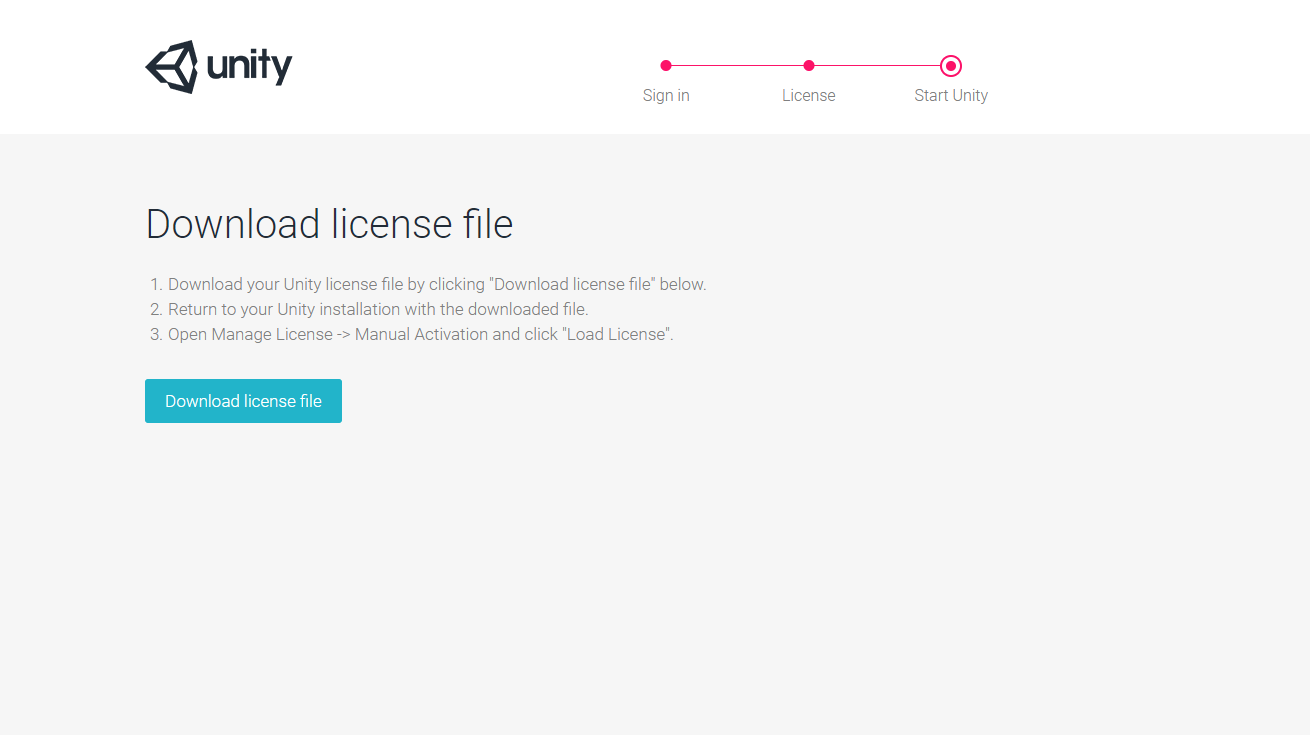 unity
Sign in
License
Start Unity
Download license file
1. Download your Unity license file by clicking "Download license file" below.
2. Return to your Unity installation with the downloaded file.
3. Open Manage License -> Manual Activation and click "Load License".
Download license file